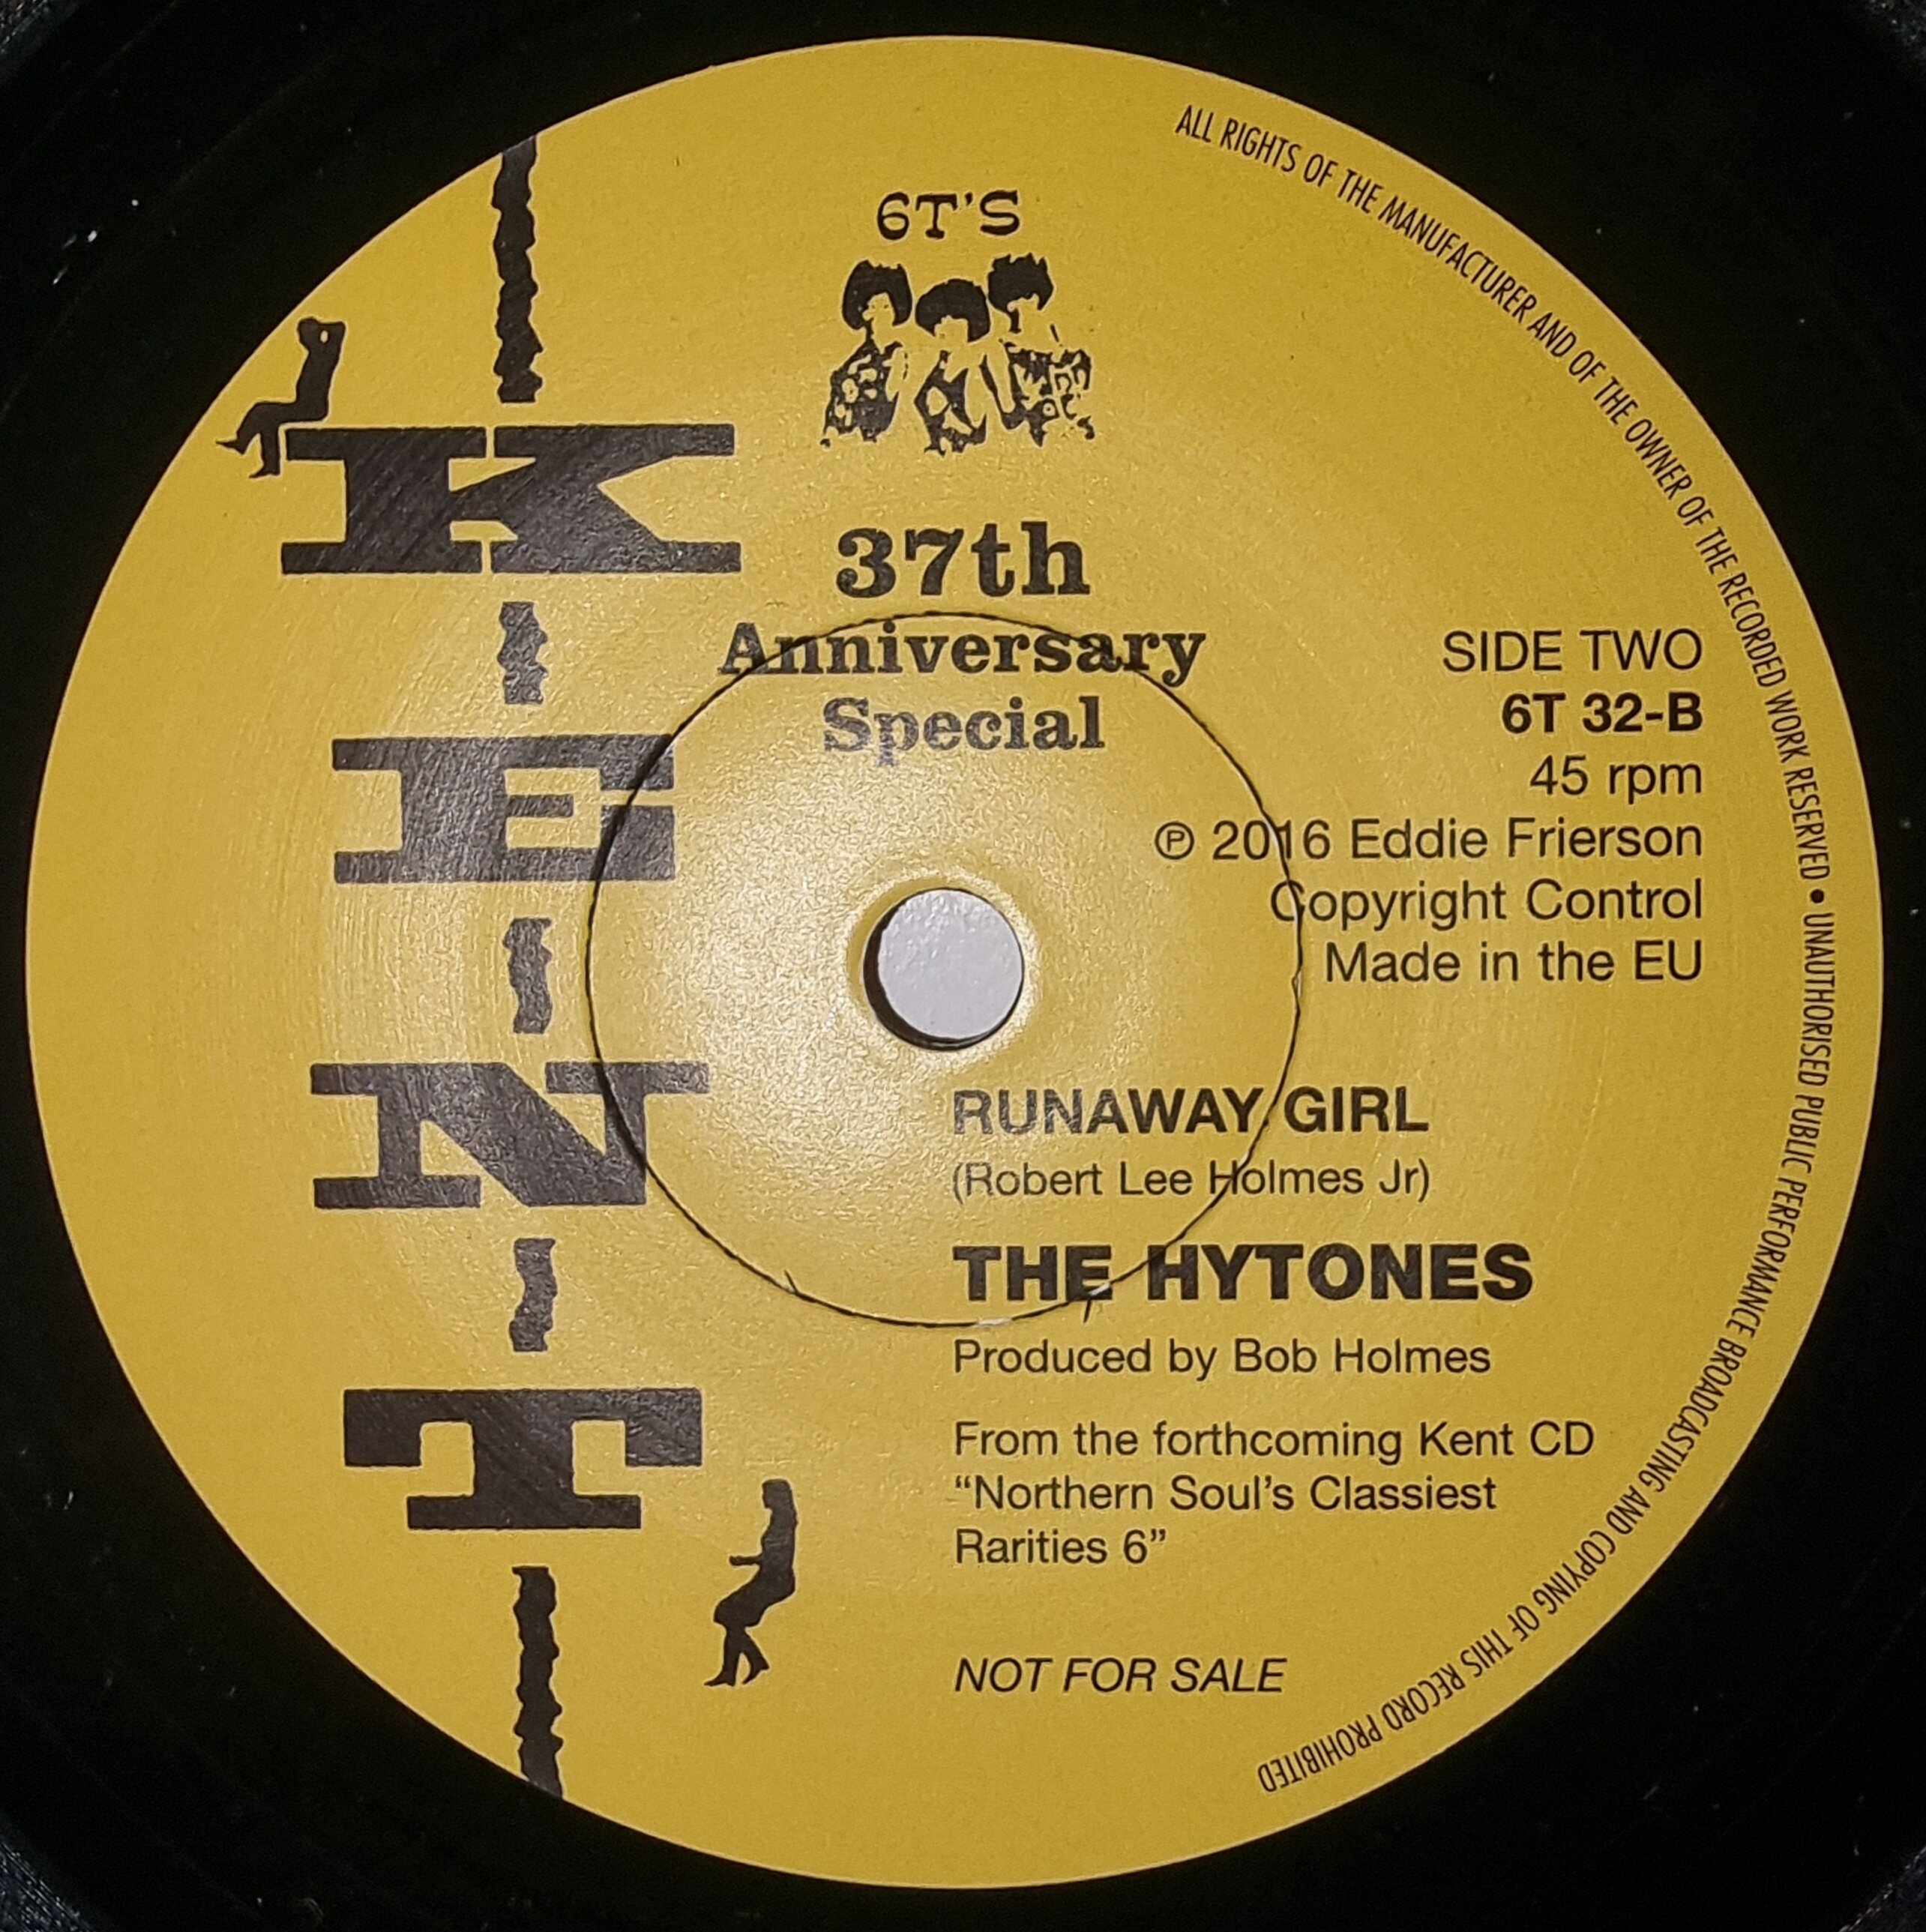 6T'S
37th
Anniversary
Special
KENT
SIDE TWO
6T 32-B
45 rpm
℗ 2016 Eddie Frierson
Copyright Control
Made in the EU
RUNAWAY GIRL
(Robert Lee Holmes Jr)
THE HYTONES
Produced by Bob Holmes
From the forthcoming Kent CD
“Northern Soul’s Classiest
Rarities 6”
NOT FOR SALE
ALL RIGHTS OF THE MANUFACTURER AND OF THE OWNER OF THE RECORDED WORK RESERVED • UNAUTHORISED PUBLIC PERFORMANCE BROADCASTING AND COPYING OF THIS RECORD PROHIBITED